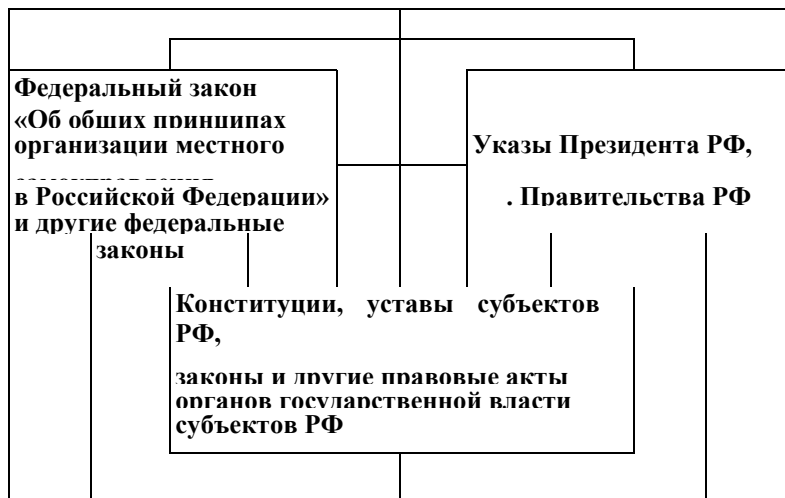 Федеральный закон
«Об общих принципах
организации местного
самоуправления
в Российской Федерации»
и другие федеральные
законы
Указы Президента РФ,
. Правительства РФ
Конституции, уставы субъектов
РФ,
законы и другие правовые акты
органов государственной власти
субъектов РФ